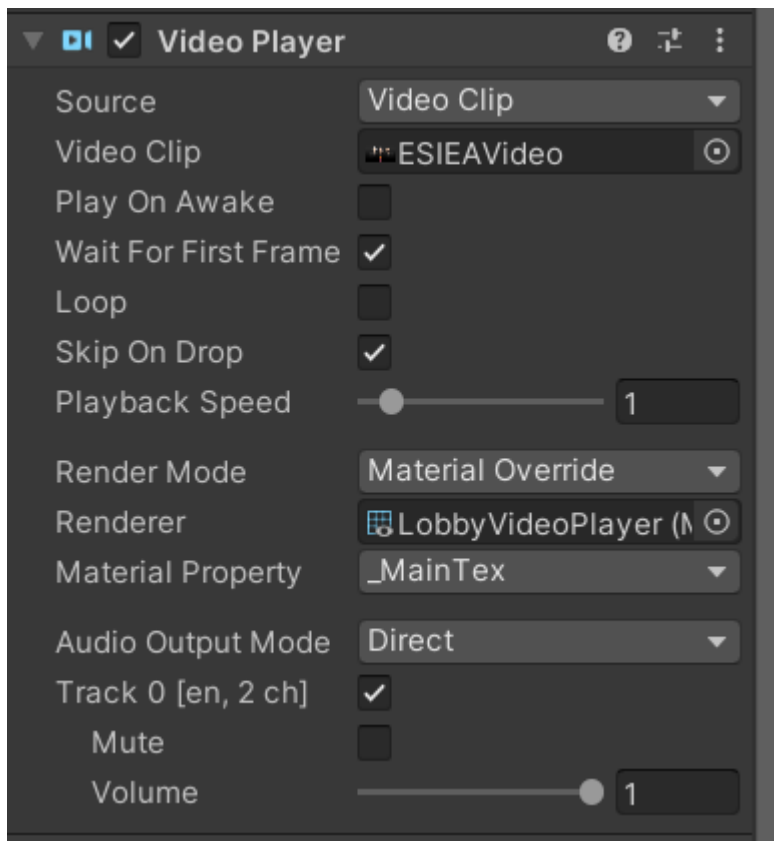 Video Player
Source Video Clip
Video Clip ESIEAVideo
Play On Awake
Wait For First Frame
Loop
Skip On Drop
Playback Speed 1
Render Mode Material Override
Renderer LobbyVideoPlayer (M
Material Property _MainTex
Audio Output Mode Direct
Track 0 [en, 2 ch]
Mute
Volume 1